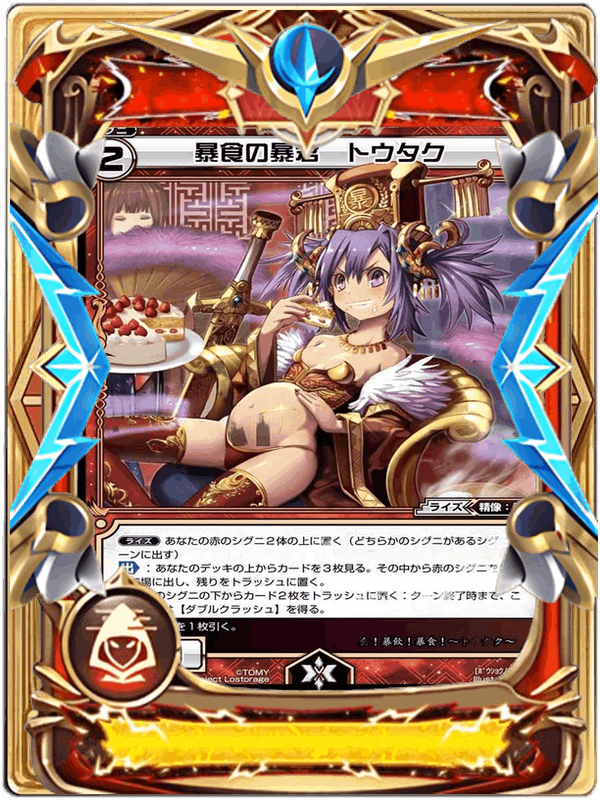 2
暴食の暴君 トウタク
暴
ライズ 精像：
ライズ あなたの赤のシグニ２体の上に置く（どちらかのシグニがあるシグ
ーンに出す）
出 ：あなたのデッキの上からカードを３枚見る。その中から赤のシグニ
場に出し、残りをトラッシュに置く。
のシグニの下からカード２枚をトラッシュに置く：ターン終了時まで、こ
は【ダブルクラッシュ】を得る。
を１枚引く。
！暴飲！暴食！～ト タク～
©TOMY
ject Lostorage
Illus